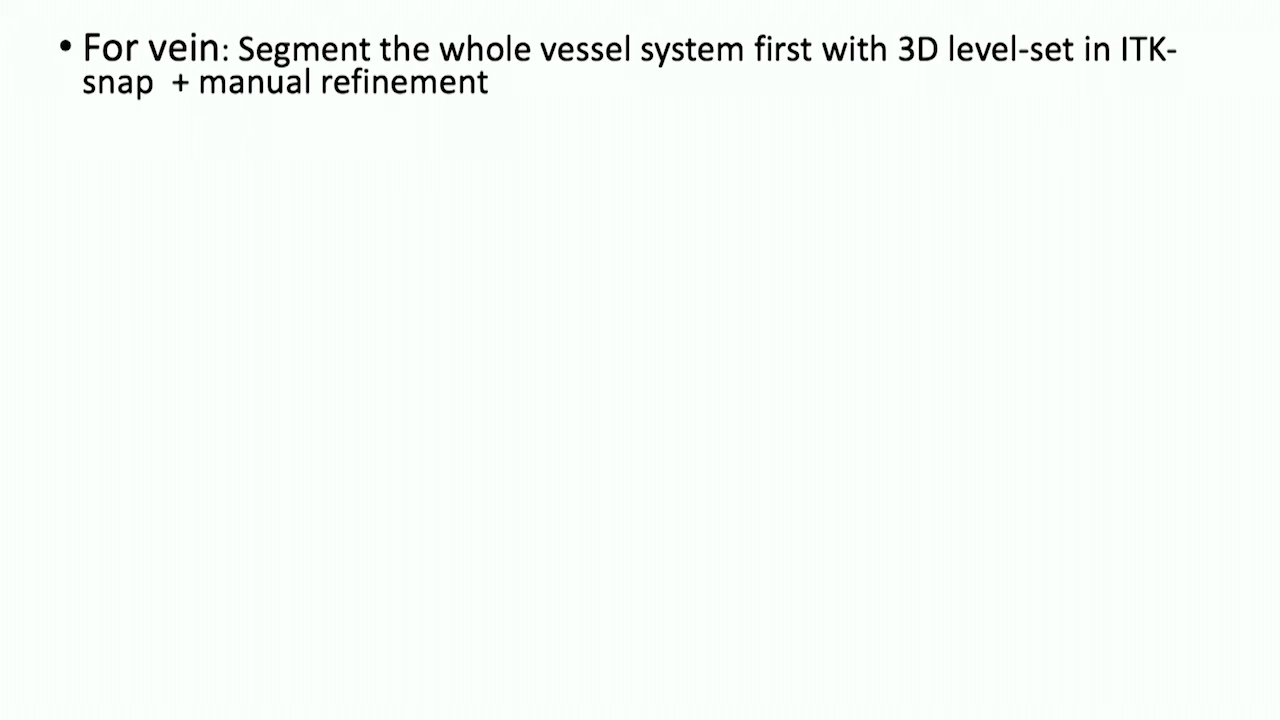 • For vein: Segment the whole vessel system first with 3D level-set in ITK-
snap + manual refinement